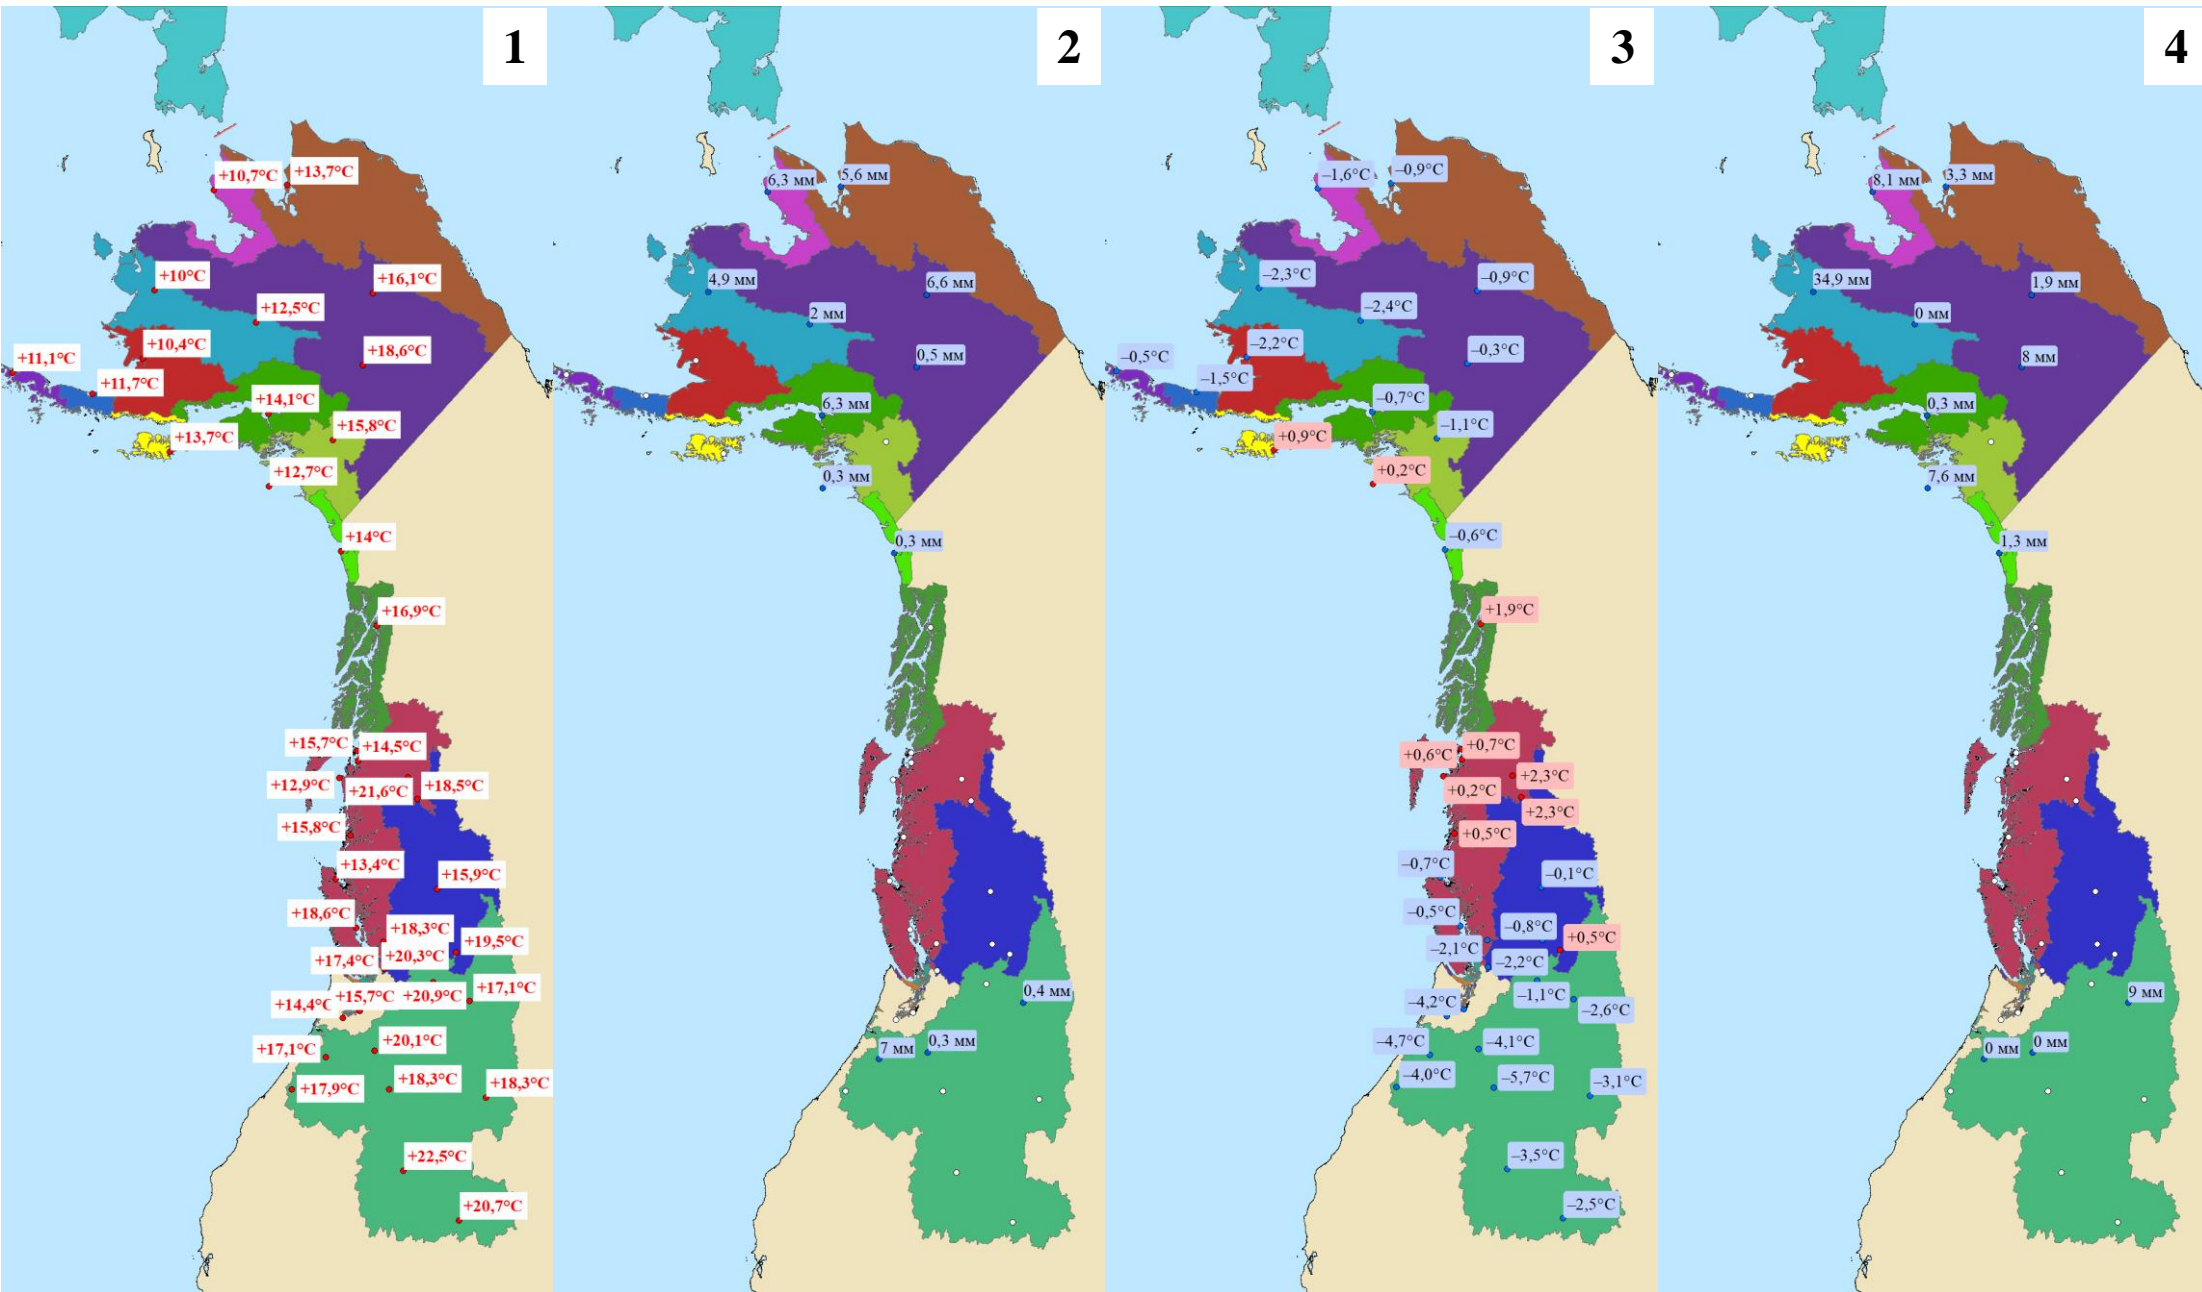 1
+10,7°C
+13,7°C
+10°C
+16,1°C
+12,5°C
+10,4°C
+18,6°C
+11,1°C
+11,7°C
+14,1°C
+13,7°C
+15,8°C
+12,7°C
+14°C
+16,9°C
+15,7°C
+14,5°C
+12,9°C
+21,6°C
+18,5°C
+15,8°C
+13,4°C
+15,9°C
+18,6°C
+18,3°C
+19,5°C
+17,4°C
+20,3°C
+14,4°C
+15,7°C
+20,9°C
+17,1°C
+17,1°C
+20,1°C
+17,9°C
+18,3°C
+18,3°C
+22,5°C
+20,7°C
2
6,3 мм
5,6 мм
4,9 мм
6,6 мм
2 мм
0,5 мм
6,3 мм
0,3 мм
0,3 мм
0,4 мм
7 мм
0,3 мм
3
–1,6°C
–0,9°C
–2,3°C
–0,9°C
–2,4°C
–2,2°C
–0,3°C
–0,5°C
–1,5°C
–0,7°C
+0,9°C
–1,1°C
+0,2°C
–0,6°C
+1,9°C
+0,6°C
+0,7°C
+0,2°C
+2,3°C
+2,3°C
+0,5°C
–0,7°C
–0,1°C
–0,5°C
–0,8°C
+0,5°C
–2,1°C
–2,2°C
–4,2°C
–1,1°C
–2,6°C
–4,7°C
–4,1°C
–4,0°C
–5,7°C
–3,1°C
–3,5°C
–2,5°C
4
8,1 мм
3,3 мм
34,9 мм
1,9 мм
0 мм
8 мм
0,3 мм
7,6 мм
1,3 мм
9 мм
0 мм
0 мм